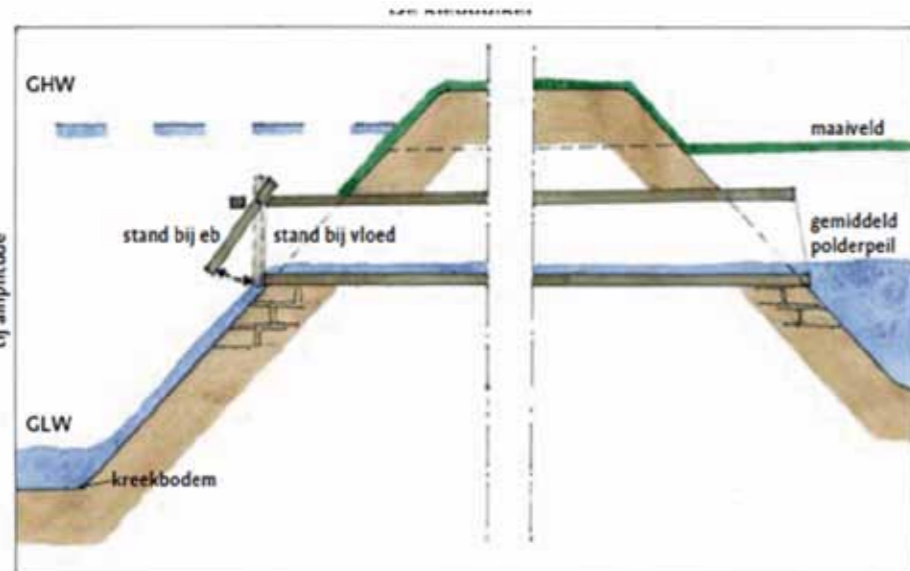 GHW
maaiveld
stand bij eb
stand bij vloed
gemiddeld
polderpeil
GLW
kreekbodem